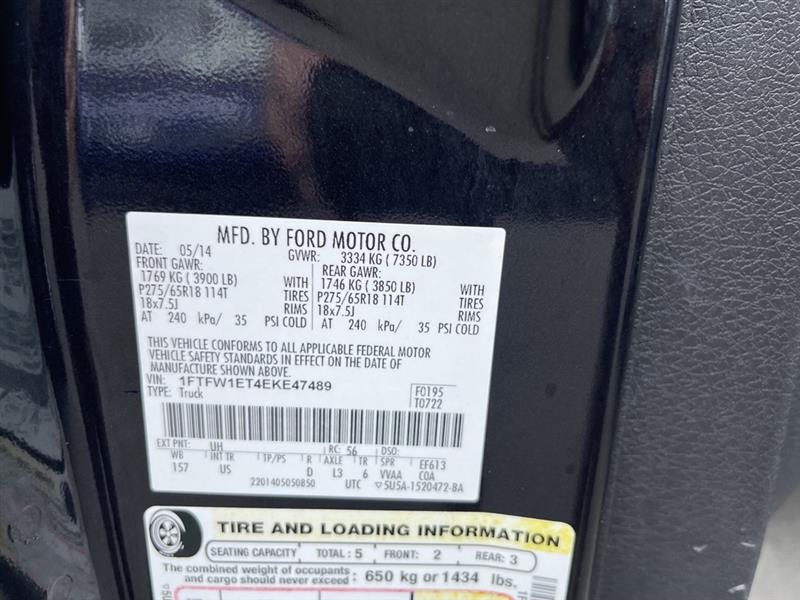 MFD. BY FORD MOTOR CO.
DATE: 05/14 GVWR: 3334 KG ( 7350 LB)
FRONT GAWR: REAR GAWR:
1769 KG ( 3900 LB) WITH 1746 KG ( 3850 LB) WITH
P275/65R18 114T TIRES P275/65R18 114T TIRES
18x7.5J RIMS 18x7.5J RIMS
AT 240 kPa/ 35 PSI COLD AT 240 kPa/ 35 PSI COLD
THIS VEHICLE CONFORMS TO ALL APPLICABLE FEDERAL MOTOR
VEHICLE SAFETY STANDARDS IN EFFECT ON THE DATE OF
MANUFACTURE SHOWN ABOVE.
VIN: 1FTFW1ET4EKE47489 F0195
TYPE: Truck T0722
EXT PNT: UH RC: 56 DSO:
WB INT TR TP/PS R AXLE TR SPR EF613
157 US D L3 6 VVAA COA
2201405050850 UTC ▽5U5A-1520472-BA
TIRE AND LOADING INFORMATION
SEATING CAPACITY TOTAL : 5 FRONT: 2 REAR: 3
The combined weight of occupants
and cargo should never exceed : 650 kg or 1434 lbs.